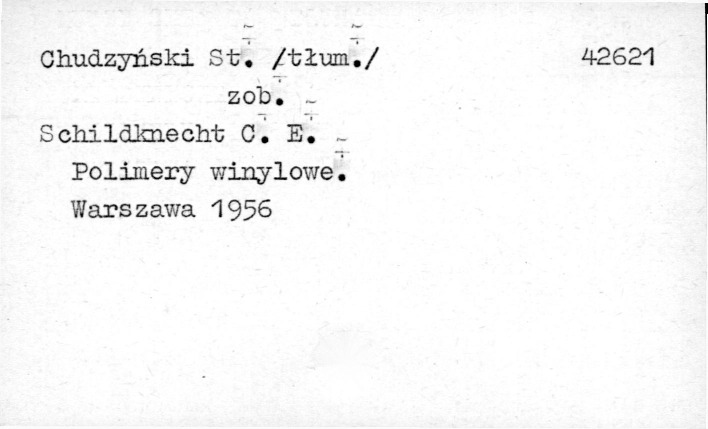 Chudzyński St. /tłum./ 42621
zob.
Schildknecht C. E.
Polimery winylowe.
Warszawa 1956